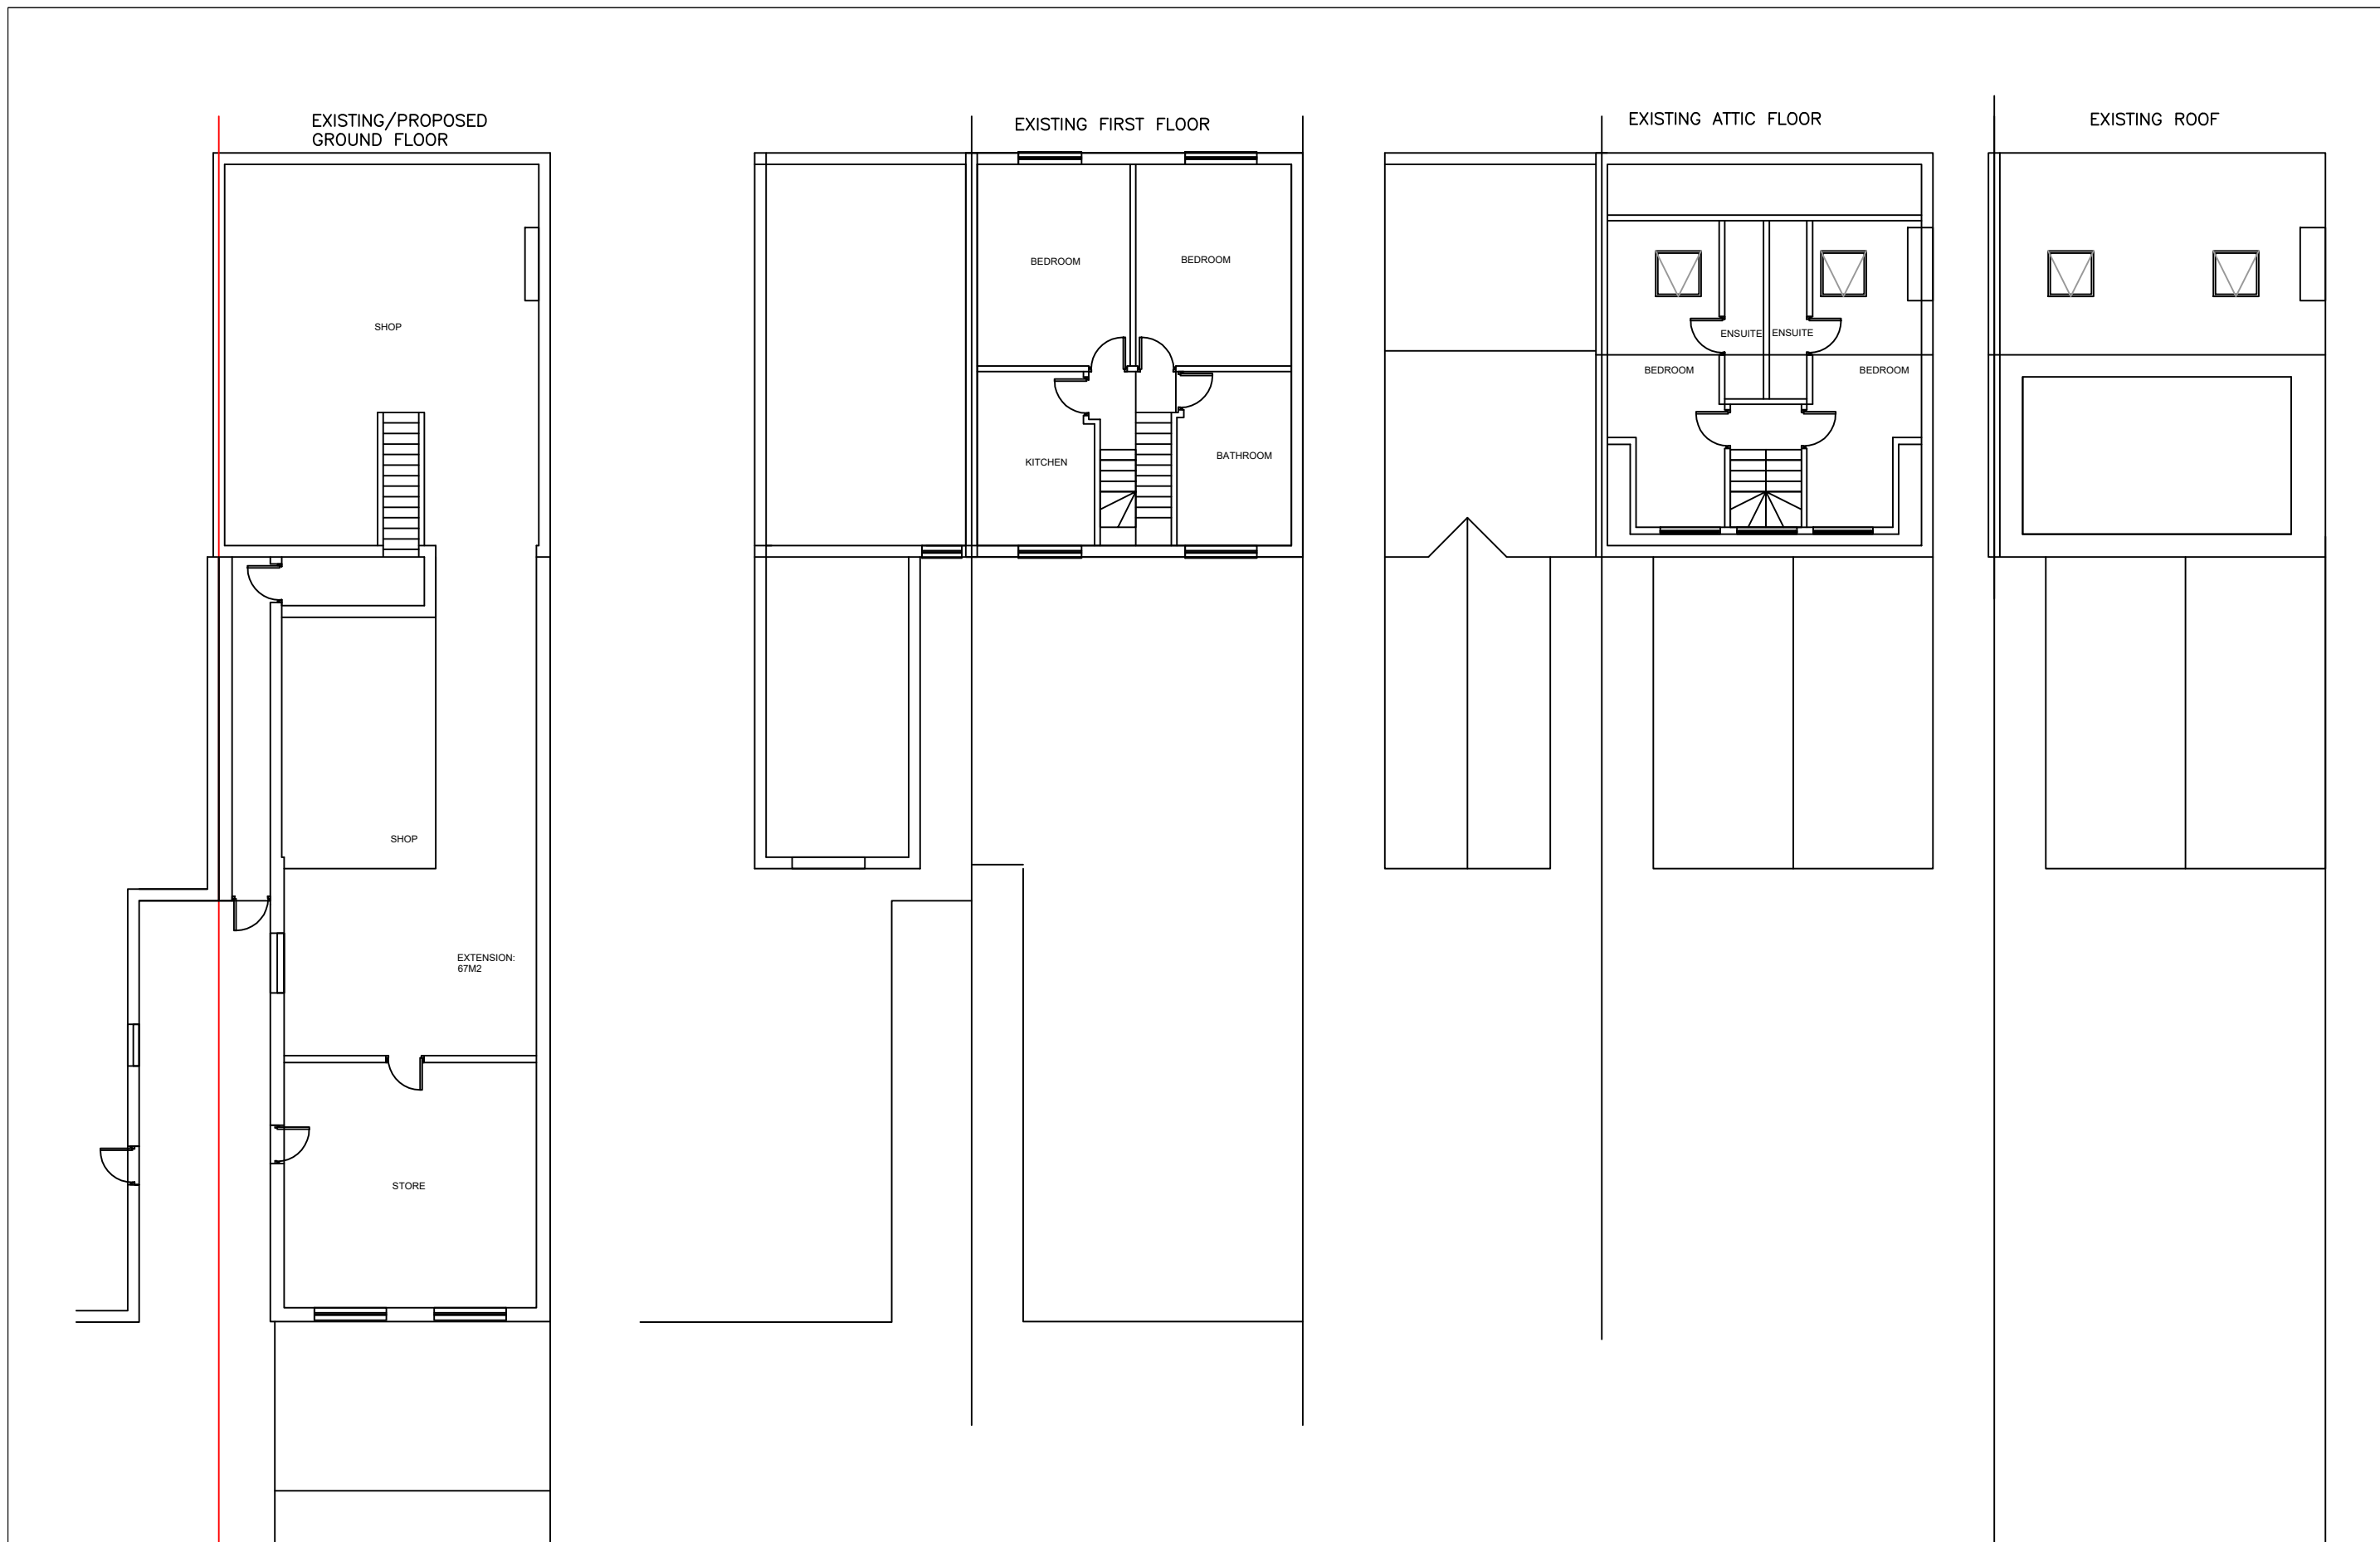 EXISTING/PROPOSED
GROUND FLOOR
SHOP
SHOP
EXTENSION:
67M2
STORE
EXISTING FIRST FLOOR
BEDROOM
BEDROOM
KITCHEN
BATHROOM
EXISTING ATTIC FLOOR
ENSUITE
ENSUITE
BEDROOM
BEDROOM
EXISTING ROOF